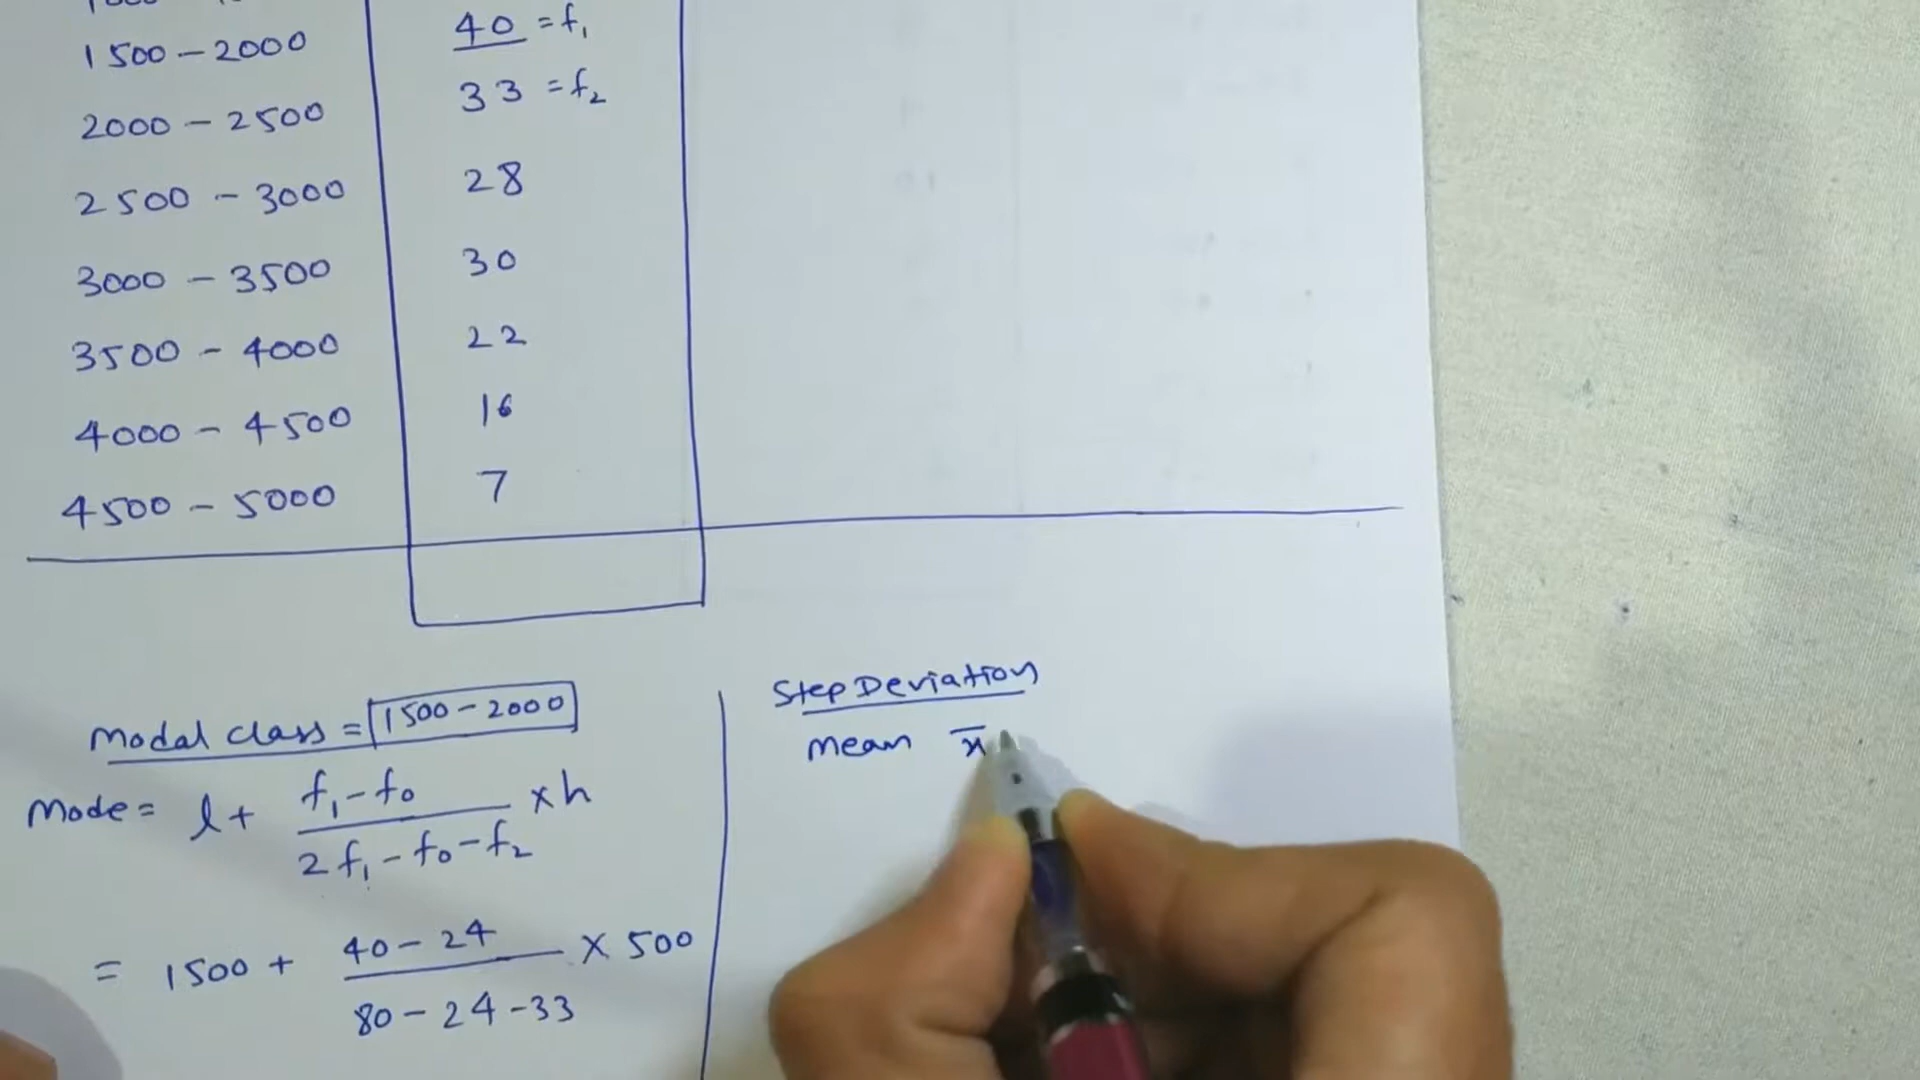 1500 - 2000 40 = f₁
2000 - 2500 33 = f₂
2500 - 3000 28
3000 - 3500 30
3500 - 4000 22
4000 - 4500 16
4500 - 5000 7
Modal class = 1500 - 2000
Mode = l + (f₁ - f₀) / (2f₁ - f₀ - f₂) × h
= 1500 + (40 - 24) / (80 - 24 - 33) × 500
Step Deviation
Mean x̄